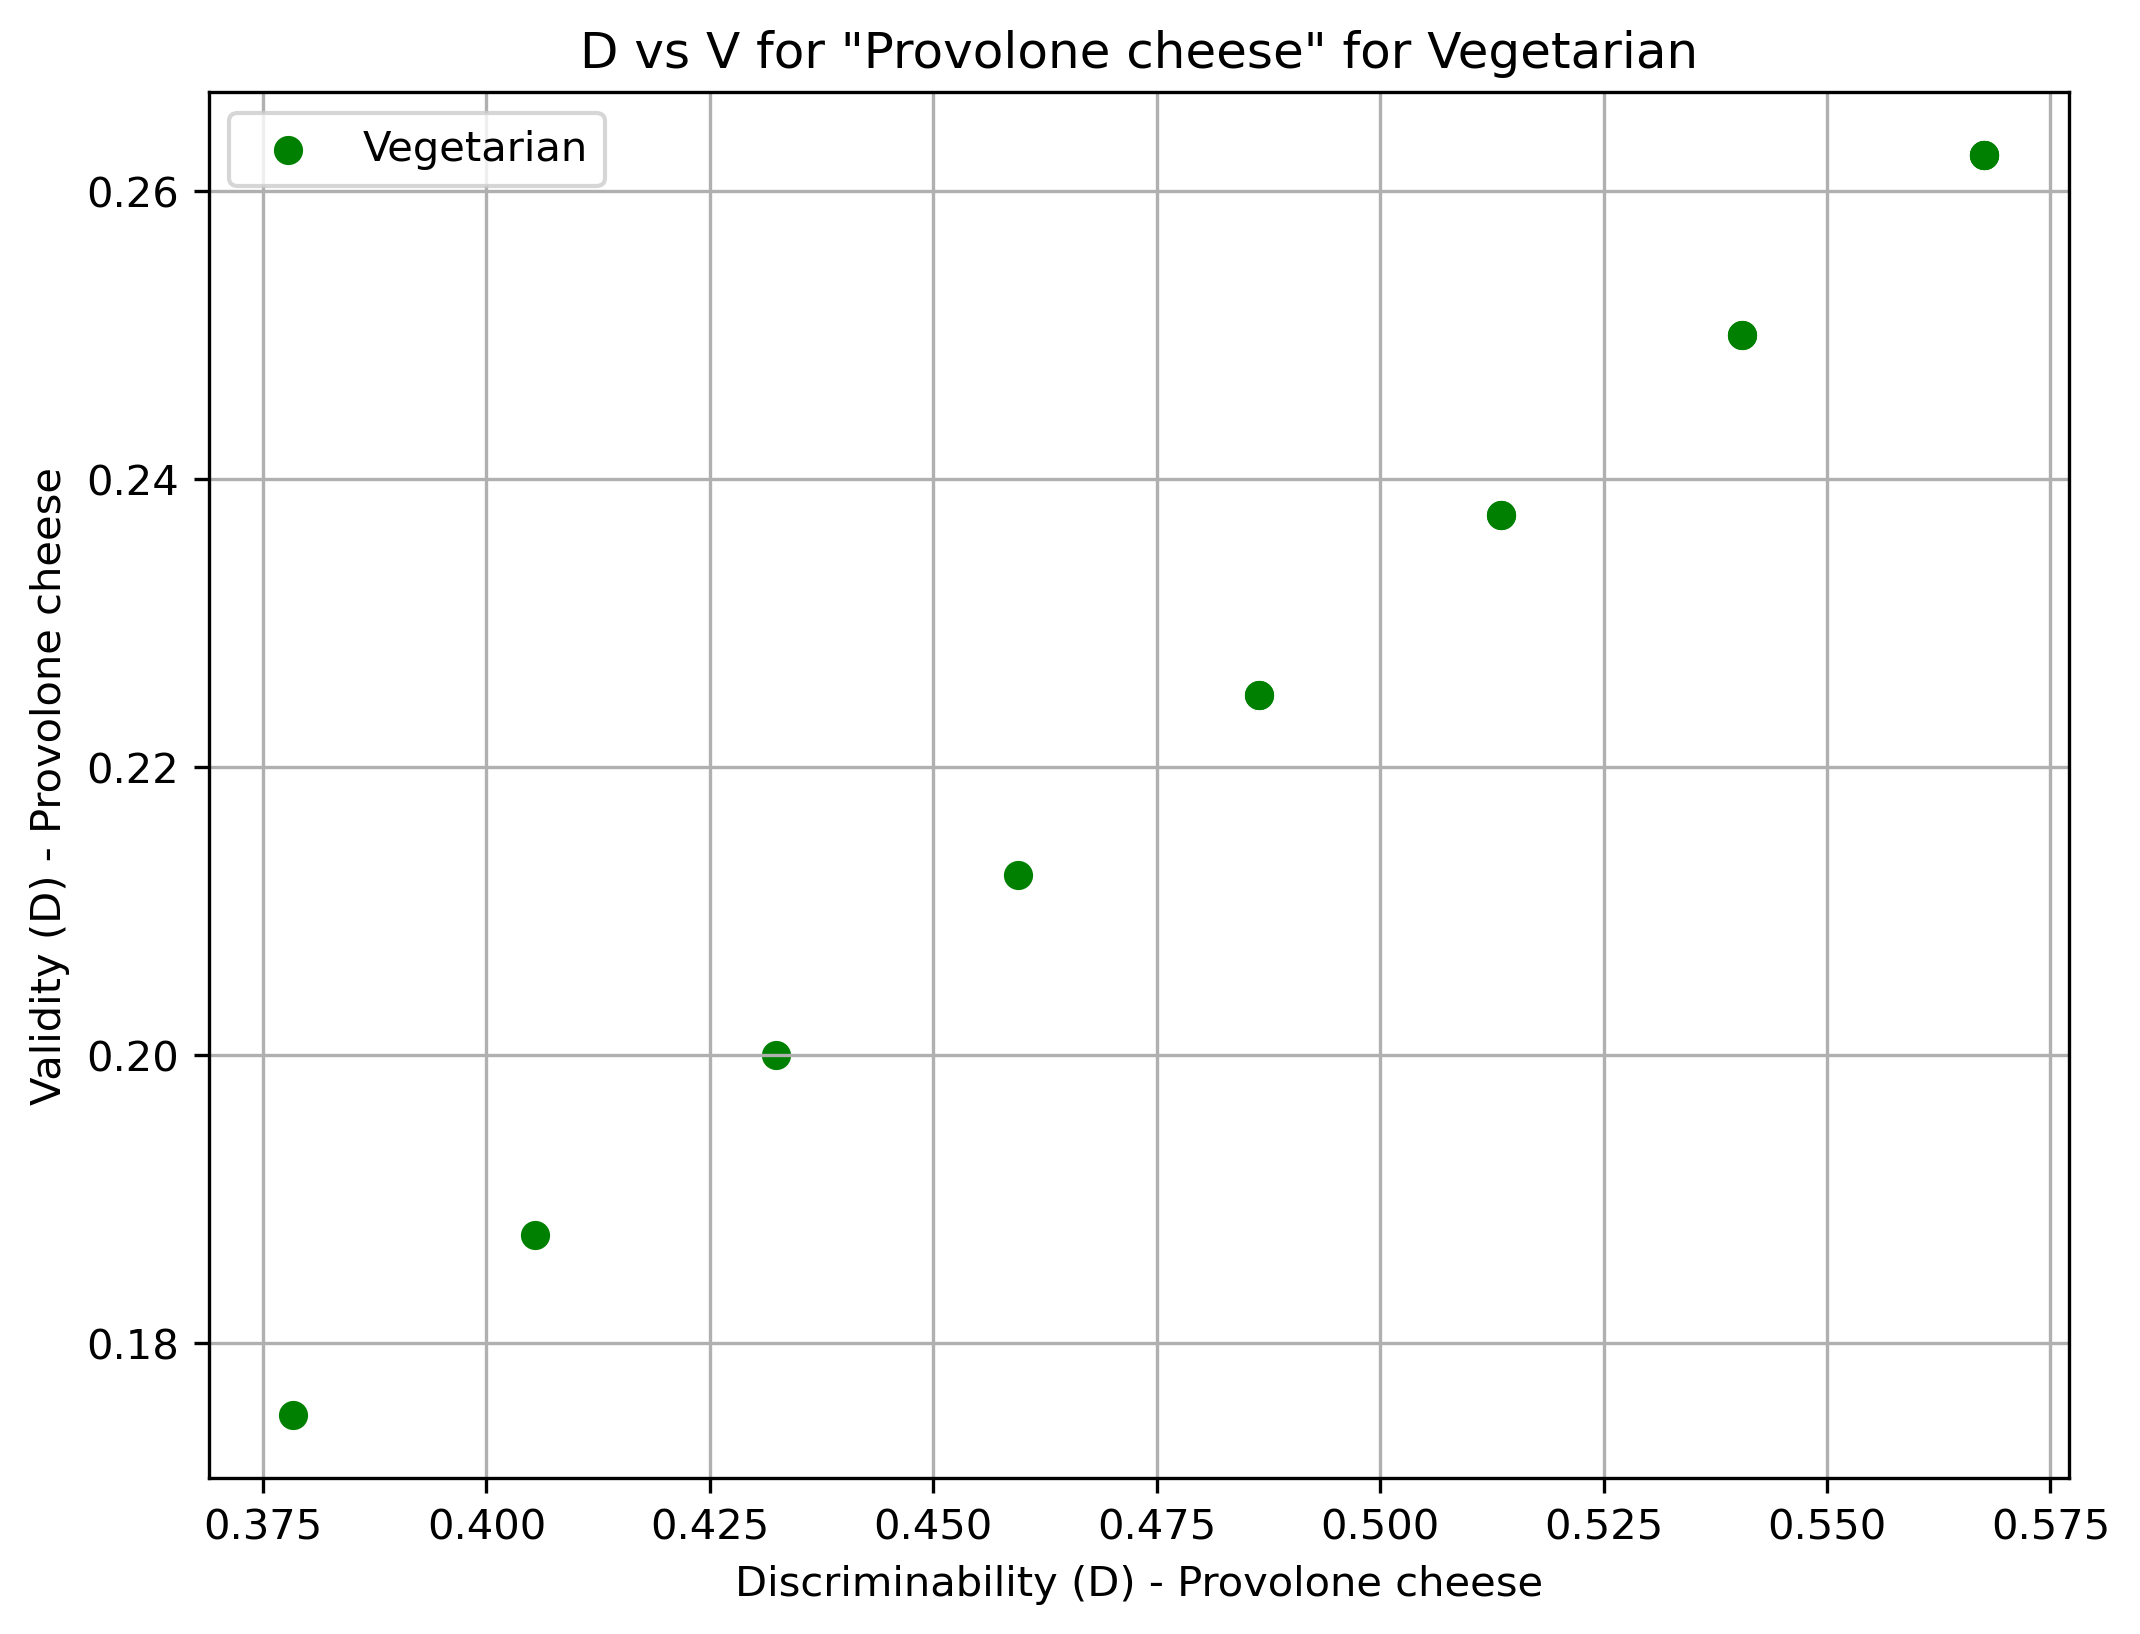 D vs V for "Provolone cheese" for Vegetarian
Vegetarian
Validity (D) - Provolone cheese
0.26
0.24
0.22
0.20
0.18
0.375 0.400 0.425 0.450 0.475 0.500 0.525 0.550 0.575
Discriminability (D) - Provolone cheese